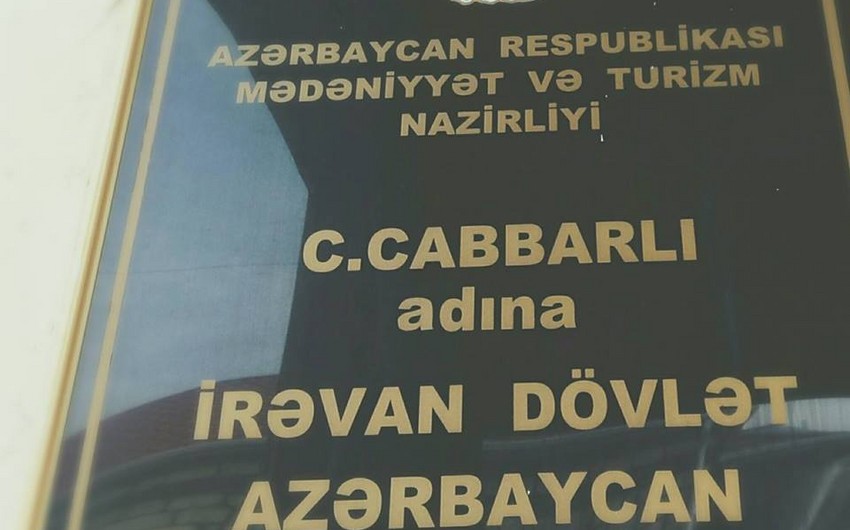 AZƏRBAYCAN RESPUBLİKASI
MƏDƏNİYYƏT VƏ TURİZM
NAZİRLİYİ
C.CABBARLI
adına
İRƏVAN DÖVLƏT
AZƏRBAYCAN